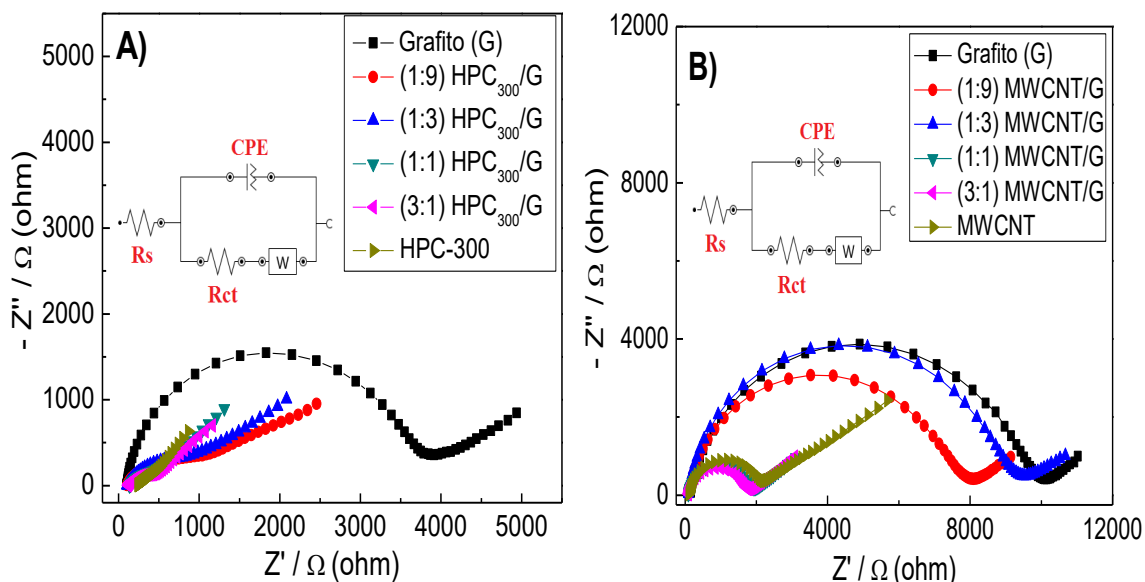 A)
Grafito (G)
(1:9) HPC₃₀₀/G
(1:3) HPC₃₀₀/G
(1:1) HPC₃₀₀/G
(3:1) HPC₃₀₀/G
HPC-300
CPE
Rs
W
Rct
5000
4000
3000
2000
1000
0
- Z'' / Ω (ohm)
0 1000 2000 3000 4000 5000
Z' / Ω (ohm)
B)
Grafito (G)
(1:9) MWCNT/G
(1:3) MWCNT/G
(1:1) MWCNT/G
(3:1) MWCNT/G
MWCNT
CPE
Rs
W
Rct
12000
8000
4000
0
- Z'' / Ω (ohm)
0 4000 8000 12000
Z' / Ω (ohm)